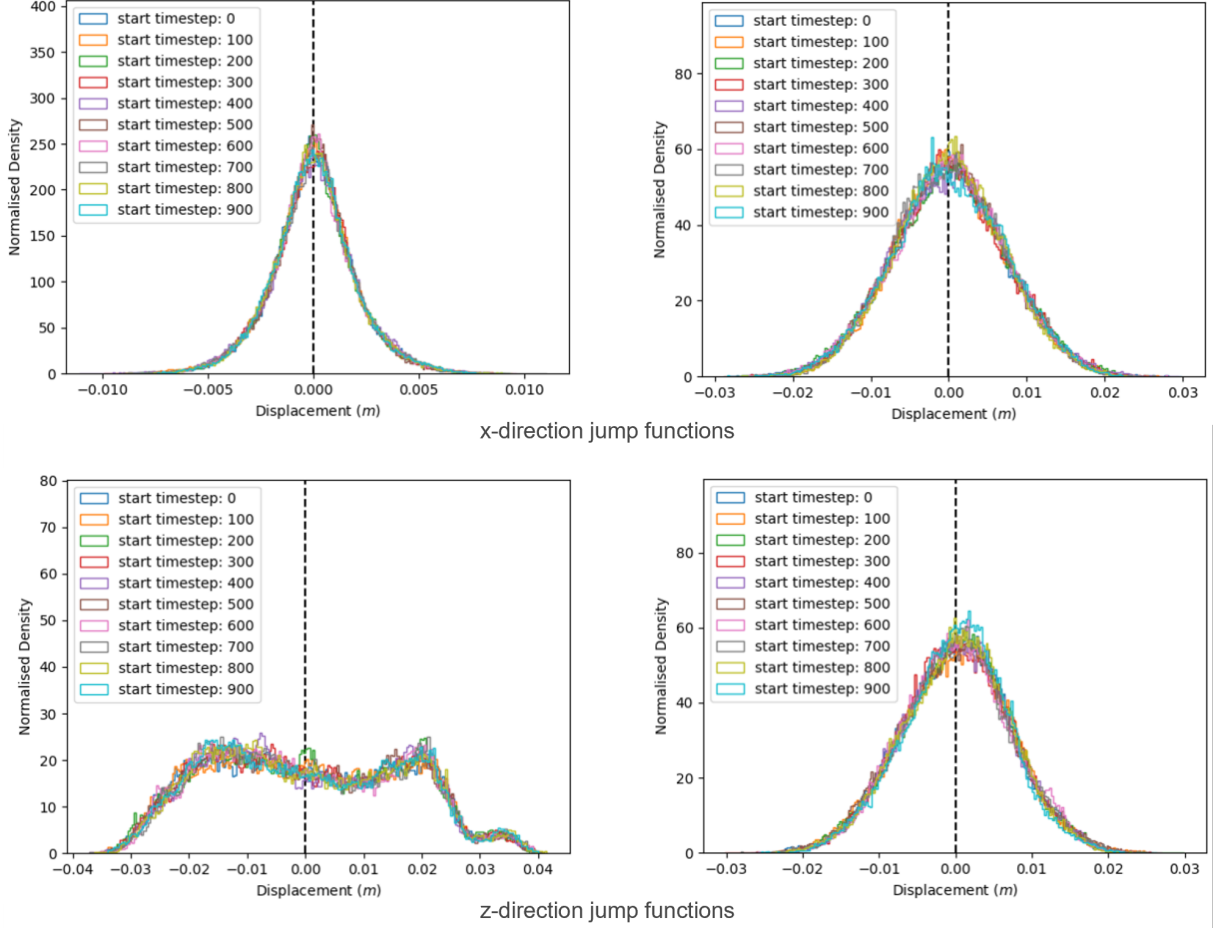 400
350
300
250
200
150
100
50
0
Normalised Density
start timestep: 0
start timestep: 100
start timestep: 200
start timestep: 300
start timestep: 400
start timestep: 500
start timestep: 600
start timestep: 700
start timestep: 800
start timestep: 900
−0.010 −0.005 0.000 0.005 0.010
Displacement (m)
80
60
40
20
0
Normalised Density
start timestep: 0
start timestep: 100
start timestep: 200
start timestep: 300
start timestep: 400
start timestep: 500
start timestep: 600
start timestep: 700
start timestep: 800
start timestep: 900
−0.03 −0.02 −0.01 0.00 0.01 0.02 0.03
Displacement (m)
x-direction jump functions
80
70
60
50
40
30
20
10
0
Normalised Density
start timestep: 0
start timestep: 100
start timestep: 200
start timestep: 300
start timestep: 400
start timestep: 500
start timestep: 600
start timestep: 700
start timestep: 800
start timestep: 900
−0.04 −0.03 −0.02 −0.01 0.00 0.01 0.02 0.03 0.04
Displacement (m)
80
60
40
20
0
Normalised Density
start timestep: 0
start timestep: 100
start timestep: 200
start timestep: 300
start timestep: 400
start timestep: 500
start timestep: 600
start timestep: 700
start timestep: 800
start timestep: 900
−0.03 −0.02 −0.01 0.00 0.01 0.02 0.03
Displacement (m)
z-direction jump functions